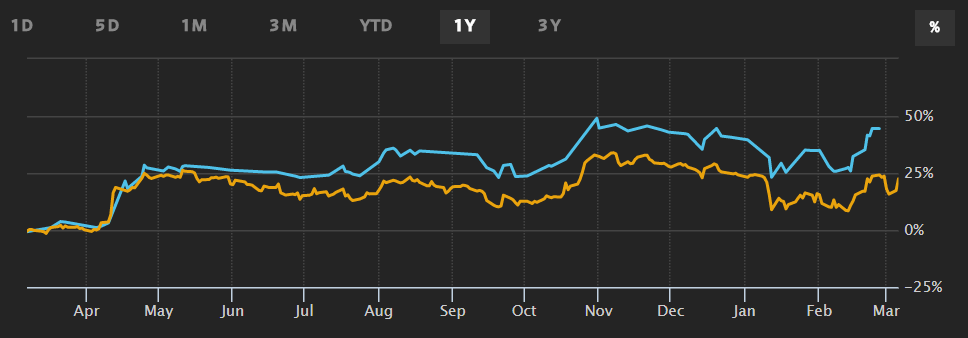 1D 5D 1M 3M YTD 1Y 3Y %
50%
25%
0%
-25%
Apr May Jun Jul Aug Sep Oct Nov Dec Jan Feb Mar